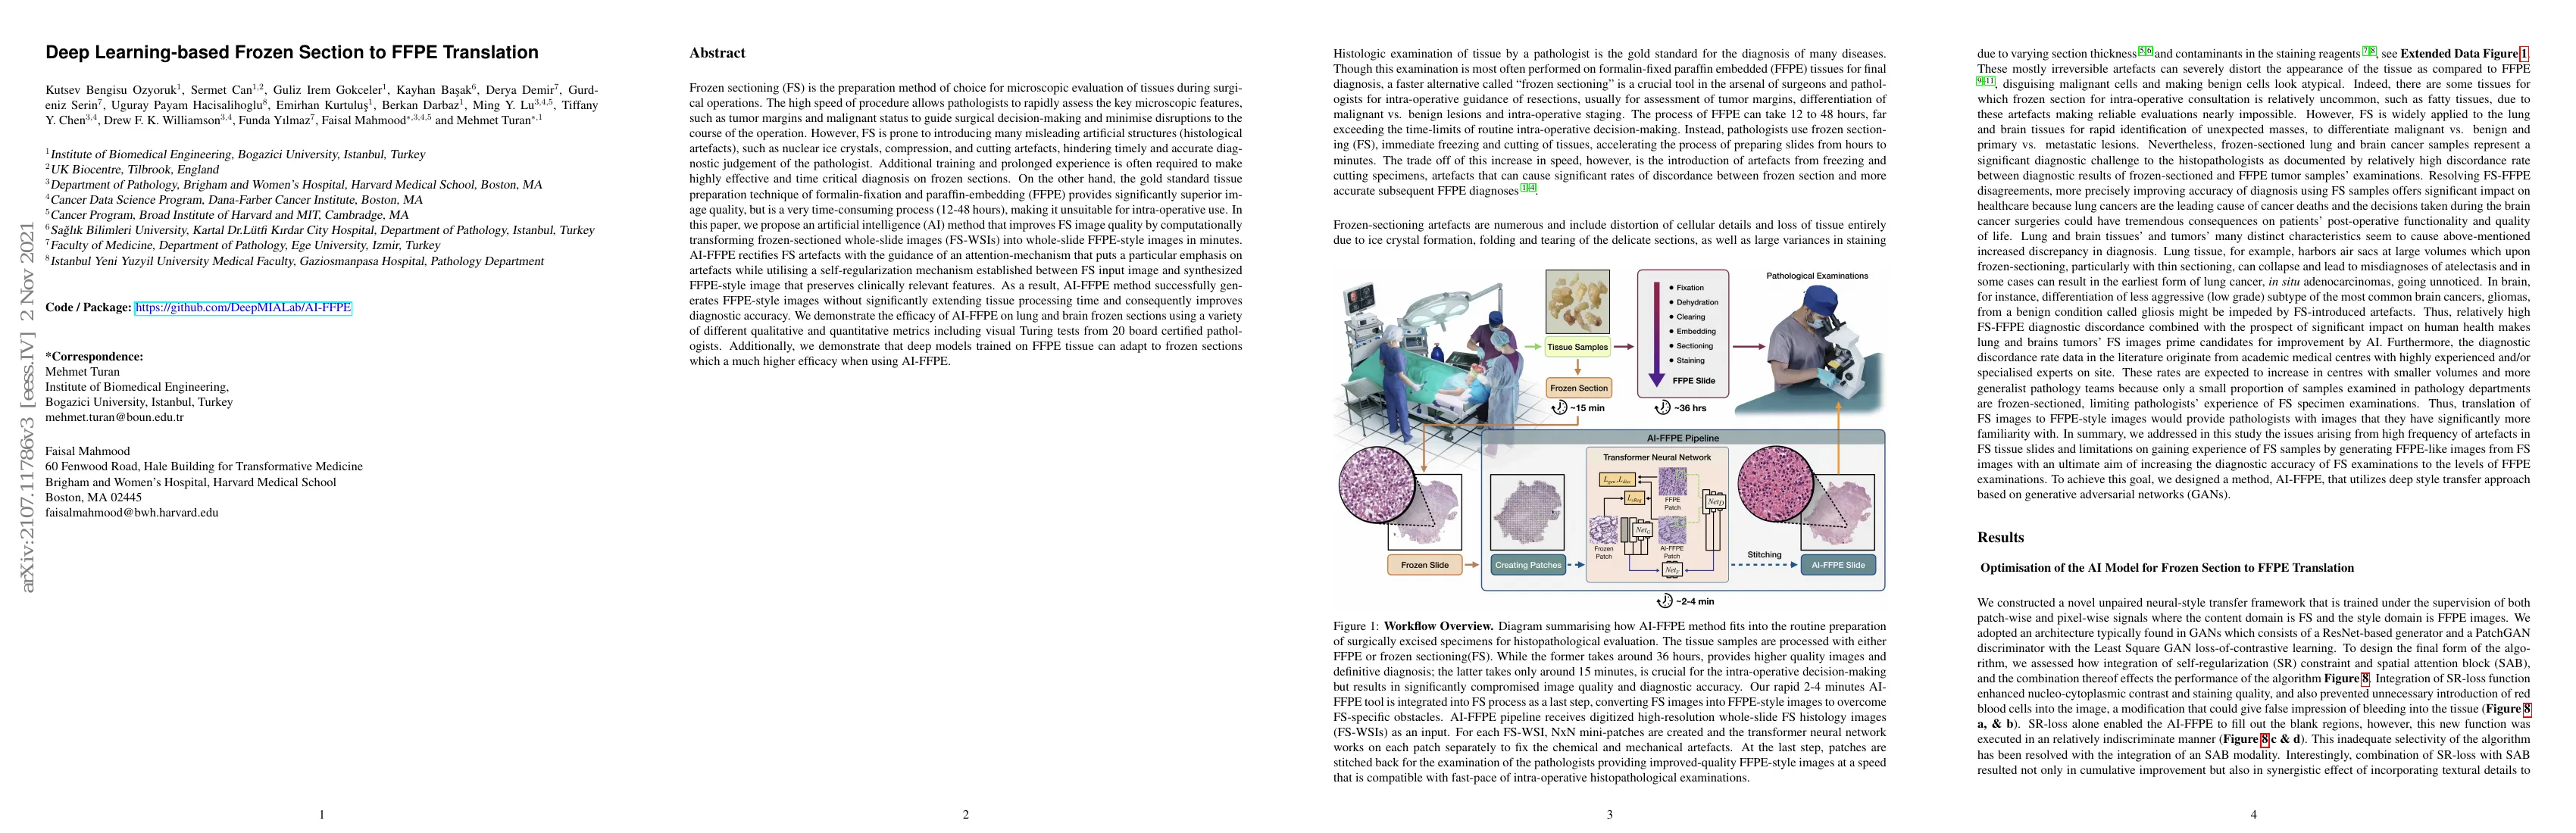 arXiv:2107.11786v3 [eess.IV] 2 Nov 2021
Deep Learning-based Frozen Section to FFPE Translation
Kutsev Bengisu Ozyoruk1, Sermet Can1,2, Guliz Irem Gokceler1, Kayhan Başak6, Derya Demir7, Gurd-
eniz Serin7, Uguray Payam Hacisalihoglu8, Emirhan Kurtuluş1, Berkan Darbaz1, Ming Y. Lu3,4,5, Tiffany
Y. Chen3,4, Drew F. K. Williamson3,4, Funda Yılmaz7, Faisal Mahmood*,3,4,5 and Mehmet Turan*,1
1Institute of Biomedical Engineering, Bogazici University, Istanbul, Turkey
2UK Biocentre, Tilbrook, England
3Department of Pathology, Brigham and Women's Hospital, Harvard Medical School, Boston, MA
4Cancer Data Science Program, Dana-Farber Cancer Institute, Boston, MA
5Cancer Program, Broad Institute of Harvard and MIT, Cambradge, MA
6Sağlık Bilimleri University, Kartal Dr.Lütfi Kırdar City Hospital, Department of Pathology, Istanbul, Turkey
7Faculty of Medicine, Department of Pathology, Ege University, Izmir, Turkey
8Istanbul Yeni Yuzyil University Medical Faculty, Gaziosmanpasa Hospital, Pathology Department
Code / Package: https://github.com/DeepMIALab/AI-FFPE
*Correspondence:
Mehmet Turan
Institute of Biomedical Engineering,
Bogazici University, Istanbul, Turkey
mehmet.turan@boun.edu.tr
Faisal Mahmood
60 Fenwood Road, Hale Building for Transformative Medicine
Brigham and Women's Hospital, Harvard Medical School
Boston, MA 02445
faisalmahmood@bwh.harvard.edu
1
Abstract
Frozen sectioning (FS) is the preparation method of choice for microscopic evaluation of tissues during surgi-
cal operations. The high speed of procedure allows pathologists to rapidly assess the key microscopic features,
such as tumor margins and malignant status to guide surgical decision-making and minimise disruptions to the
course of the operation. However, FS is prone to introducing many misleading artificial structures (histological
artefacts), such as nuclear ice crystals, compression, and cutting artefacts, hindering timely and accurate diag-
nostic judgement of the pathologist. Additional training and prolonged experience is often required to make
highly effective and time critical diagnosis on frozen sections. On the other hand, the gold standard tissue
preparation technique of formalin-fixation and paraffin-embedding (FFPE) provides significantly superior im-
age quality, but is a very time-consuming process (12-48 hours), making it unsuitable for intra-operative use. In
this paper, we propose an artificial intelligence (AI) method that improves FS image quality by computationally
transforming frozen-sectioned whole-slide images (FS-WSIs) into whole-slide FFPE-style images in minutes.
AI-FFPE rectifies FS artefacts with the guidance of an attention-mechanism that puts a particular emphasis on
artefacts while utilising a self-regularization mechanism established between FS input image and synthesized
FFPE-style image that preserves clinically relevant features. As a result, AI-FFPE method successfully gen-
erates FFPE-style images without significantly extending tissue processing time and consequently improves
diagnostic accuracy. We demonstrate the efficacy of AI-FFPE on lung and brain frozen sections using a variety
of different qualitative and quantitative metrics including visual Turing tests from 20 board certified pathol-
ogists. Additionally, we demonstrate that deep models trained on FFPE tissue can adapt to frozen sections
which a much higher efficacy when using AI-FFPE.
2
Histologic examination of tissue by a pathologist is the gold standard for the diagnosis of many diseases.
Though this examination is most often performed on formalin-fixed paraffin embedded (FFPE) tissues for final
diagnosis, a faster alternative called “frozen sectioning” is a crucial tool in the arsenal of surgeons and pathol-
ogists for intra-operative guidance of resections, usually for assessment of tumor margins, differentiation of
malignant vs. benign lesions and intra-operative staging. The process of FFPE can take 12 to 48 hours, far
exceeding the time-limits of routine intra-operative decision-making. Instead, pathologists use frozen section-
ing (FS), immediate freezing and cutting of tissues, accelerating the process of preparing slides from hours to
minutes. The trade off of this increase in speed, however, is the introduction of artefacts from freezing and
cutting specimens, artefacts that can cause significant rates of discordance between frozen section and more
accurate subsequent FFPE diagnoses 1–4.
Frozen-sectioning artefacts are numerous and include distortion of cellular details and loss of tissue entirely
due to ice crystal formation, folding and tearing of the delicate sections, as well as large variances in staining
Tissue Samples
Frozen Section
~15 min
Fixation
Dehydration
Clearing
Embedding
Sectioning
Staining
FFPE Slide
~36 hrs
Pathological Examinations
AI-FFPE Pipeline
Transformer Neural Network
FFPE
Patch
NetD
NetG
Frozen
Patch
AI-FFPE
Patch
NetF
Stitching
Frozen Slide
Creating Patches
AI-FFPE Slide
~2-4 min
Figure 1: Workflow Overview. Diagram summarising how AI-FFPE method fits into the routine preparation
of surgically excised specimens for histopathological evaluation. The tissue samples are processed with either
FFPE or frozen sectioning(FS). While the former takes around 36 hours, provides higher quality images and
definitive diagnosis; the latter takes only around 15 minutes, is crucial for the intra-operative decision-making
but results in significantly compromised image quality and diagnostic accuracy. Our rapid 2-4 minutes AI-
FFPE tool is integrated into FS process as a last step, converting FS images into FFPE-style images to overcome
FS-specific obstacles. AI-FFPE pipeline receives digitized high-resolution whole-slide FS histology images
(FS-WSIs) as an input. For each FS-WSI, NxN mini-patches are created and the transformer neural network
works on each patch separately to fix the chemical and mechanical artefacts. At the last step, patches are
stitched back for the examination of the pathologists providing improved-quality FFPE-style images at a speed
that is compatible with fast-pace of intra-operative histopathological examinations.
3
due to varying section thickness 5,6 and contaminants in the staining reagents 7,8, see Extended Data Figure 1.
These mostly irreversible artefacts can severely distort the appearance of the tissue as compared to FFPE
9–11, disguising malignant cells and making benign cells look atypical. Indeed, there are some tissues for
which frozen section for intra-operative consultation is relatively uncommon, such as fatty tissues, due to
these artefacts making reliable evaluations nearly impossible. However, FS is widely applied to the lung
and brain tissues for rapid identification of unexpected masses, to differentiate malignant vs. benign and
primary vs. metastatic lesions. Nevertheless, frozen-sectioned lung and brain cancer samples represent a
significant diagnostic challenge to the histopathologists as documented by relatively high discordance rate
between diagnostic results of frozen-sectioned and FFPE tumor samples' examinations. Resolving FS-FFPE
disagreements, more precisely improving accuracy of diagnosis using FS samples offers significant impact on
healthcare because lung cancers are the leading cause of cancer deaths and the decisions taken during the brain
cancer surgeries could have tremendous consequences on patients' post-operative functionality and quality
of life. Lung and brain tissues' and tumors' many distinct characteristics seem to cause above-mentioned
increased discrepancy in diagnosis. Lung tissue, for example, harbors air sacs at large volumes which upon
frozen-sectioning, particularly with thin sectioning, can collapse and lead to misdiagnoses of atelectasis and in
some cases can result in the earliest form of lung cancer, in situ adenocarcinomas, going unnoticed. In brain,
for instance, differentiation of less aggressive (low grade) subtype of the most common brain cancers, gliomas,
from a benign condition called gliosis might be impeded by FS-introduced artefacts. Thus, relatively high
FS-FFPE diagnostic discordance combined with the prospect of significant impact on human health makes
lung and brains tumors' FS images prime candidates for improvement by AI. Furthermore, the diagnostic
discordance rate data in the literature originate from academic medical centres with highly experienced and/or
specialised experts on site. These rates are expected to increase in centres with smaller volumes and more
generalist pathology teams because only a small proportion of samples examined in pathology departments
are frozen-sectioned, limiting pathologists' experience of FS specimen examinations. Thus, translation of
FS images to FFPE-style images would provide pathologists with images that they have significantly more
familiarity with. In summary, we addressed in this study the issues arising from high frequency of artefacts in
FS tissue slides and limitations on gaining experience of FS samples by generating FFPE-like images from FS
images with an ultimate aim of increasing the diagnostic accuracy of FS examinations to the levels of FFPE
examinations. To achieve this goal, we designed a method, AI-FFPE, that utilizes deep style transfer approach
based on generative adversarial networks (GANs).
Results
Optimisation of the AI Model for Frozen Section to FFPE Translation
We constructed a novel unpaired neural-style transfer framework that is trained under the supervision of both
patch-wise and pixel-wise signals where the content domain is FS and the style domain is FFPE images. We
adopted an architecture typically found in GANs which consists of a ResNet-based generator and a PatchGAN
discriminator with the Least Square GAN loss-of-contrastive learning. To design the final form of the algo-
rithm, we assessed how integration of self-regularization (SR) constraint and spatial attention block (SAB),
and the combination thereof effects the performance of the algorithm Figure 8. Integration of SR-loss function
enhanced nucleo-cytoplasmic contrast and staining quality, and also prevented unnecessary introduction of red
blood cells into the image, a modification that could give false impression of bleeding into the tissue (Figure 8
a, & b). SR-loss alone enabled the AI-FFPE to fill out the blank regions, however, this new function was
executed in an relatively indiscriminate manner (Figure 8 c & d). This inadequate selectivity of the algorithm
has been resolved with the integration of an SAB modality. Interestingly, combination of SR-loss with SAB
resulted not only in cumulative improvement but also in synergistic effect of incorporating textural details to
4